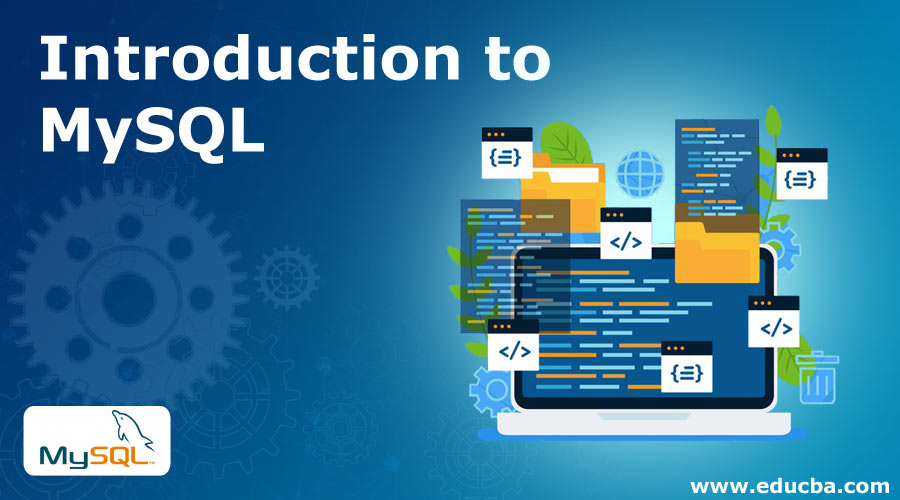 Introduction to
MySQL
{=}
{=}
</>
</>
</>
{=}
MySQL
www.educba.com